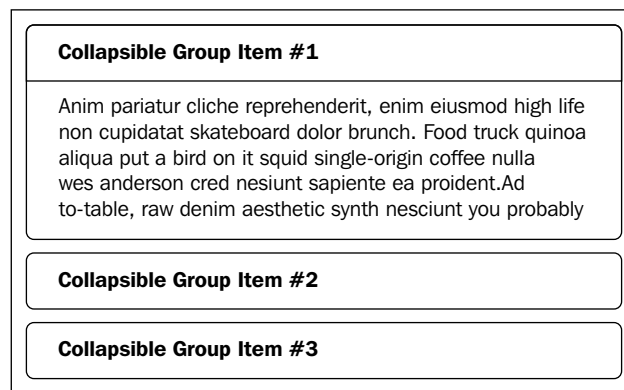 Collapsible Group Item #1
Anim pariatur cliche reprehenderit, enim eiusmod high life
non cupidatat skateboard dolor brunch. Food truck quinoa
aliqua put a bird on it squid single-origin coffee nulla
wes anderson cred nesiunt sapiente ea proident.Ad
to-table, raw denim aesthetic synth nesciunt you probably
Collapsible Group Item #2
Collapsible Group Item #3